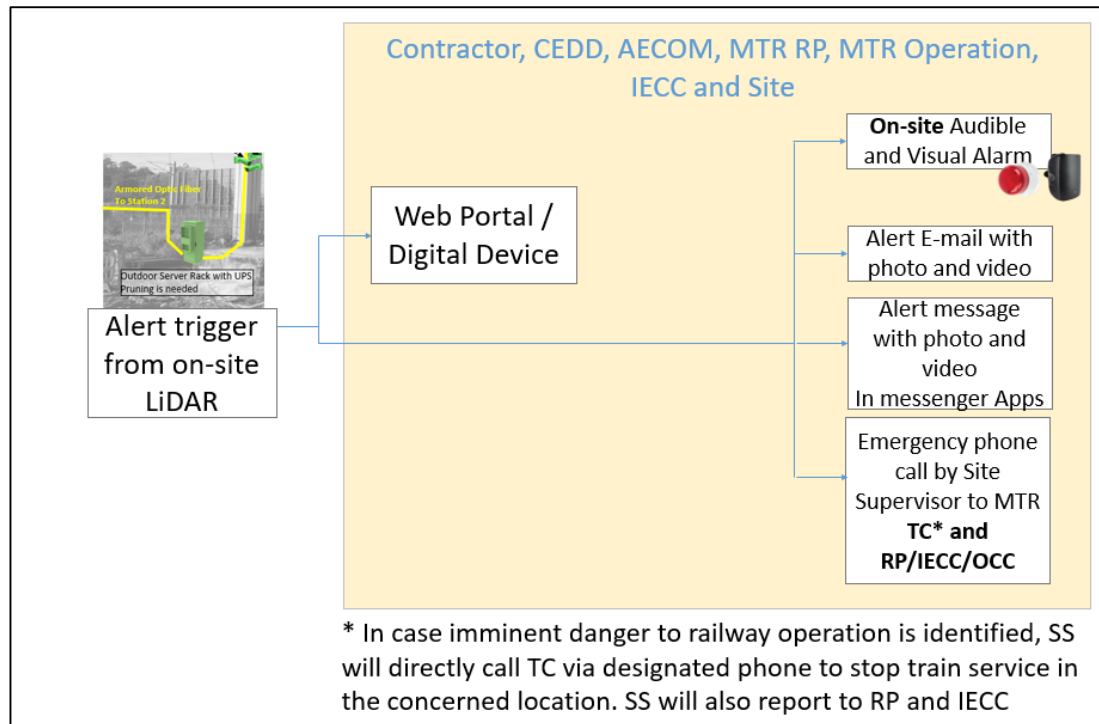 Contractor, CEDD, AECOM, MTR RP, MTR Operation,
IECC and Site
On-site Audible
and Visual Alarm
Armored Optic Fiber
To Station 2
Outdoor Server Rack with UPS
Pruning is needed
Web Portal /
Digital Device
Alert E-mail with
photo and video
Alert trigger
from on-site
LiDAR
Alert message
with photo and
video
In messenger Apps
Emergency phone
call by Site
Supervisor to MTR
TC* and
RP/IECC/OCC
* In case imminent danger to railway operation is identified, SS
will directly call TC via designated phone to stop train service in
the concerned location. SS will also report to RP and IECC